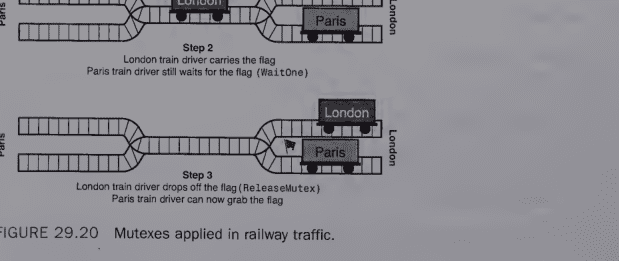 Paris
London
London
Paris
Step 2
London train driver carries the flag
Paris train driver still waits for the flag (WaitOne)
London
Paris
London
Paris
Step 3
London train driver drops off the flag (ReleaseMutex)
Paris train driver can now grab the flag
FIGURE 29.20 Mutexes applied in railway traffic.